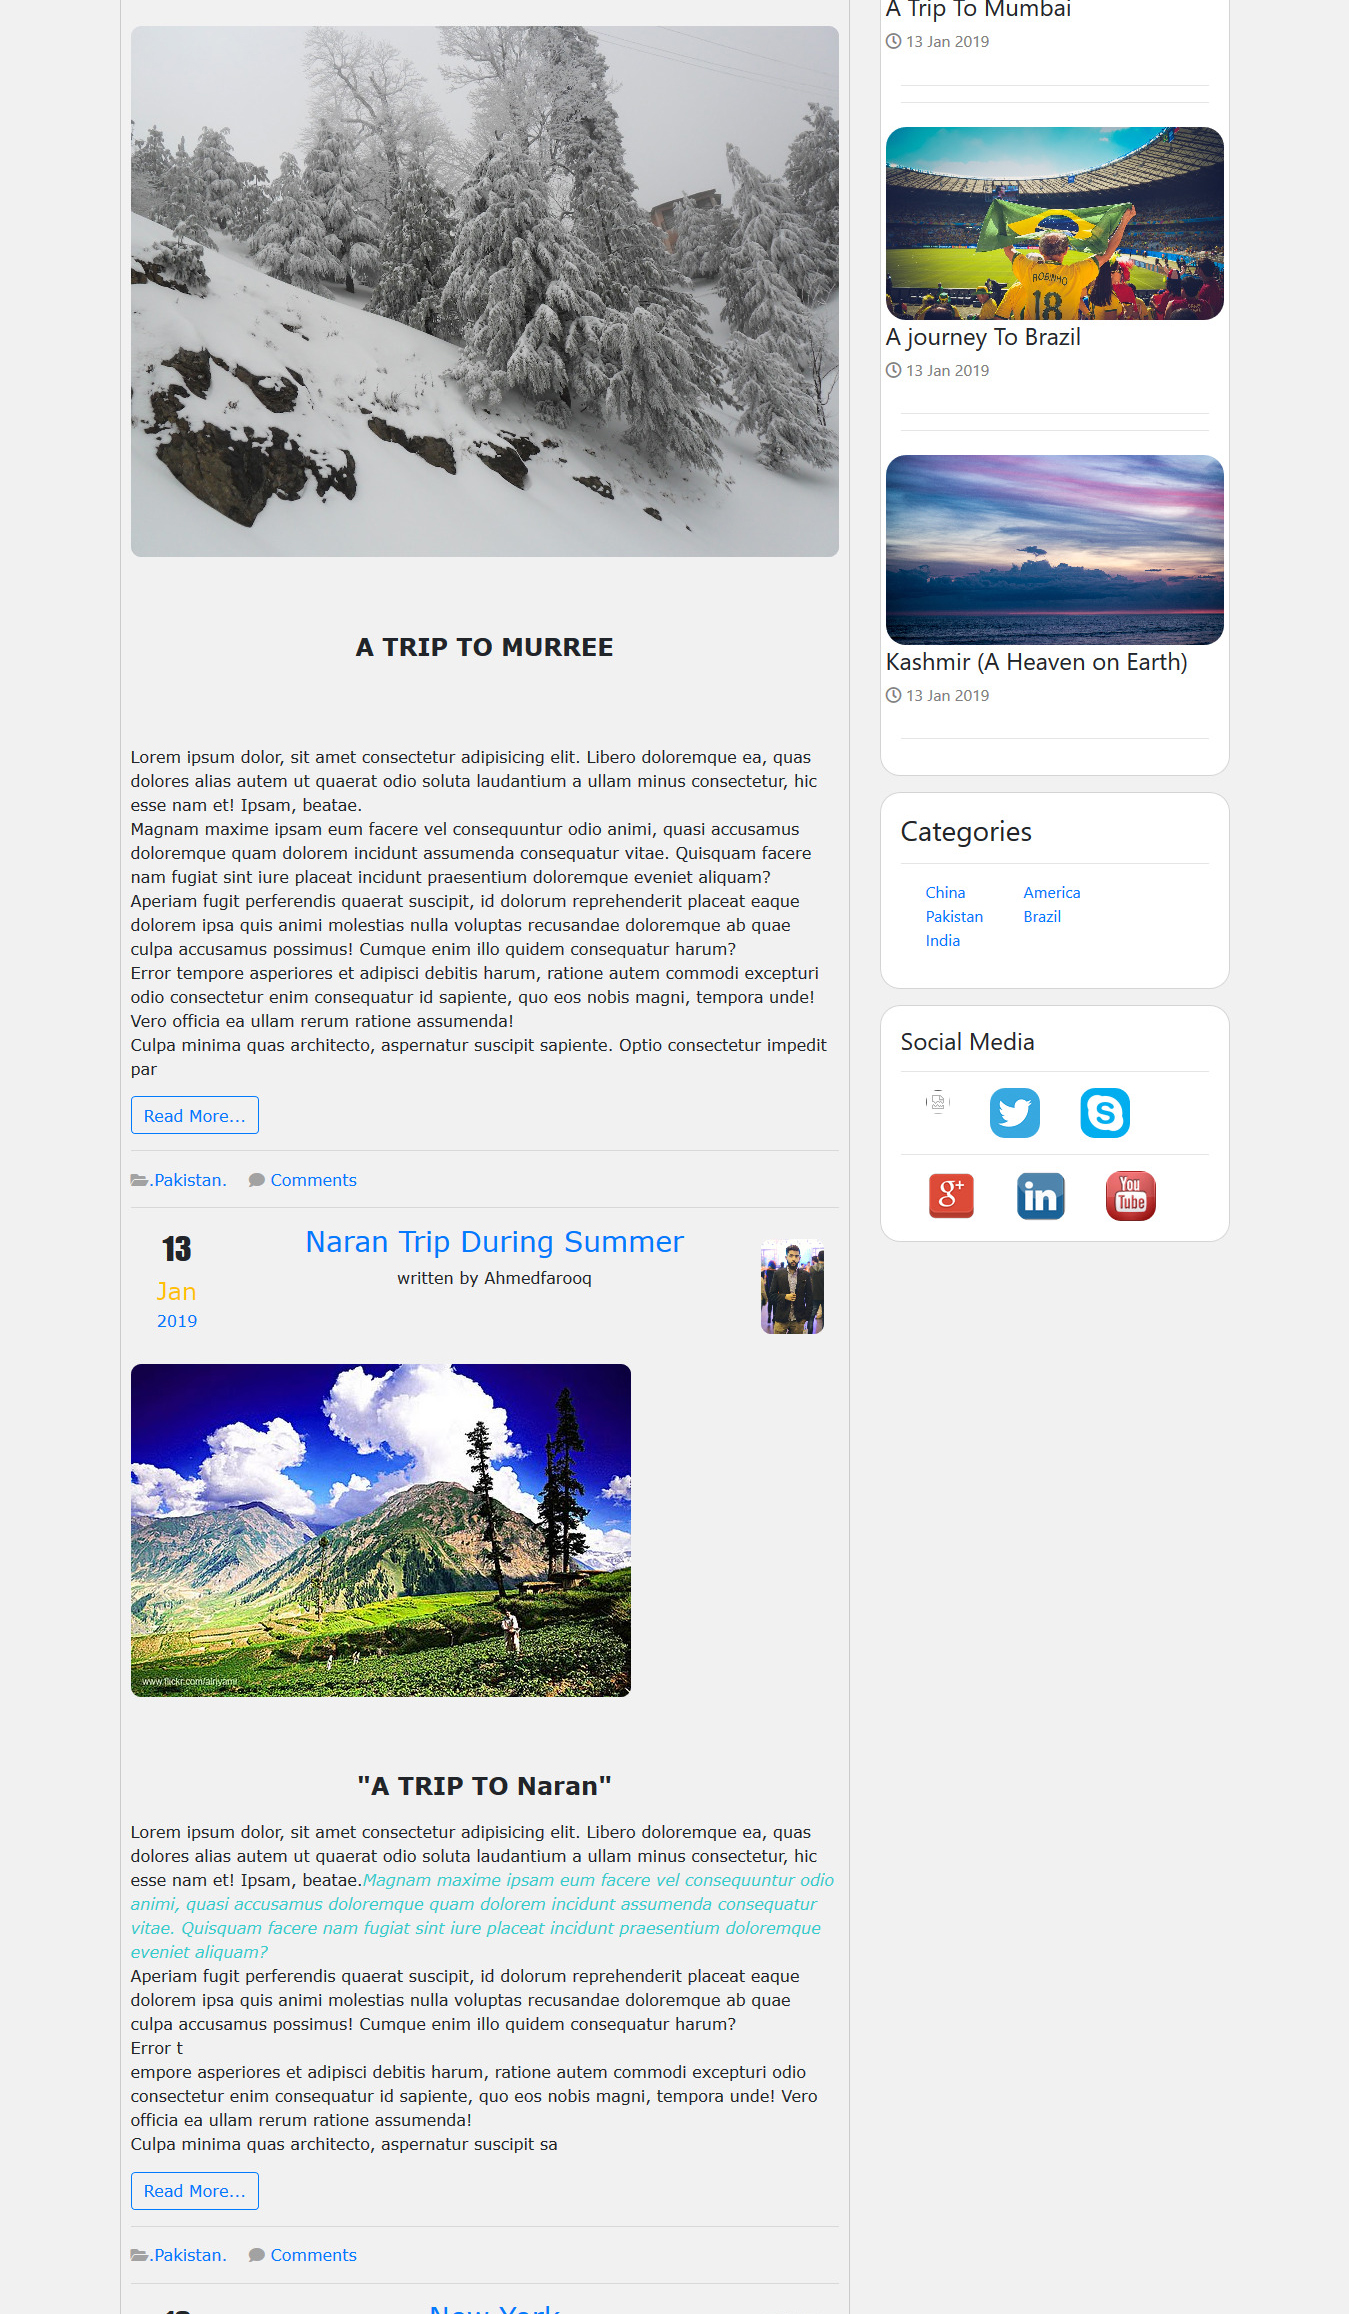 A TRIP TO MURREE
Lorem ipsum dolor, sit amet consectetur adipisicing elit. Libero doloremque ea, quas
dolores alias autem ut quaerat odio soluta laudantium a ullam minus consectetur, hic
esse nam et! Ipsam, beatae.
Magnam maxime ipsam eum facere vel consequuntur odio animi, quasi accusamus
doloremque quam dolorem incidunt assumenda consequatur vitae. Quisquam facere
nam fugiat sint iure placeat incidunt praesentium doloremque eveniet aliquam?
Aperiam fugit perferendis quaerat suscipit, id dolorum reprehenderit placeat eaque
dolorem ipsa quis animi molestias nulla voluptas recusandae doloremque ab quae
culpa accusamus possimus! Cumque enim illo quidem consequatur harum?
Error tempore asperiores et adipisci debitis harum, ratione autem commodi excepturi
odio consectetur enim consequatur id sapiente, quo eos nobis magni, tempora unde!
Vero officia ea ullam rerum ratione assumenda!
Culpa minima quas architecto, aspernatur suscipit sapiente. Optio consectetur impedit
par
Read More...
.Pakistan. Comments
13
Jan
2019
Naran Trip During Summer
written by Ahmedfarooq
www.flickr.com/alriyami
"A TRIP TO Naran"
Lorem ipsum dolor, sit amet consectetur adipisicing elit. Libero doloremque ea, quas
dolores alias autem ut quaerat odio soluta laudantium a ullam minus consectetur, hic
esse nam et! Ipsam, beatae.Magnam maxime ipsam eum facere vel consequuntur odio
animi, quasi accusamus doloremque quam dolorem incidunt assumenda consequatur
vitae. Quisquam facere nam fugiat sint iure placeat incidunt praesentium doloremque
eveniet aliquam?
Aperiam fugit perferendis quaerat suscipit, id dolorum reprehenderit placeat eaque
dolorem ipsa quis animi molestias nulla voluptas recusandae doloremque ab quae
culpa accusamus possimus! Cumque enim illo quidem consequatur harum?
Error t
empore asperiores et adipisci debitis harum, ratione autem commodi excepturi odio
consectetur enim consequatur id sapiente, quo eos nobis magni, tempora unde! Vero
officia ea ullam rerum ratione assumenda!
Culpa minima quas architecto, aspernatur suscipit sa
Read More...
.Pakistan. Comments
13
New York
A Trip To Mumbai
13 Jan 2019
ROBINHO
18
A journey To Brazil
13 Jan 2019
Kashmir (A Heaven on Earth)
13 Jan 2019
Categories
China America
Pakistan Brazil
India
Social Media
S
g+
in
You
Tube